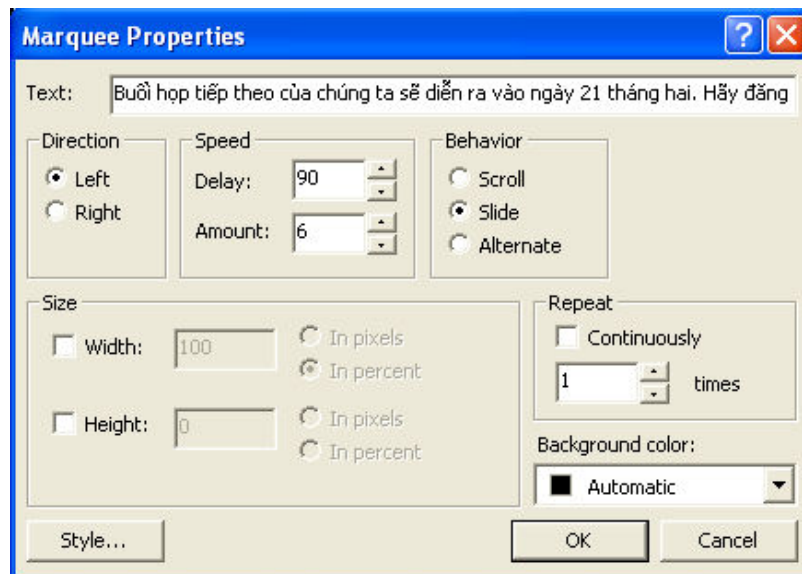 Marquee Properties
Text: Buổi họp tiếp theo của chúng ta sẽ diễn ra vào ngày 21 tháng hai. Hãy đăng
Direction Speed Behavior
Left Delay: 90 Scroll
Right Slide
Amount: 6 Alternate
Size Repeat
Width: 100 In pixels Continuously
In percent
1 times
Height: 0 In pixels
In percent
Background color:
Automatic
Style... OK Cancel